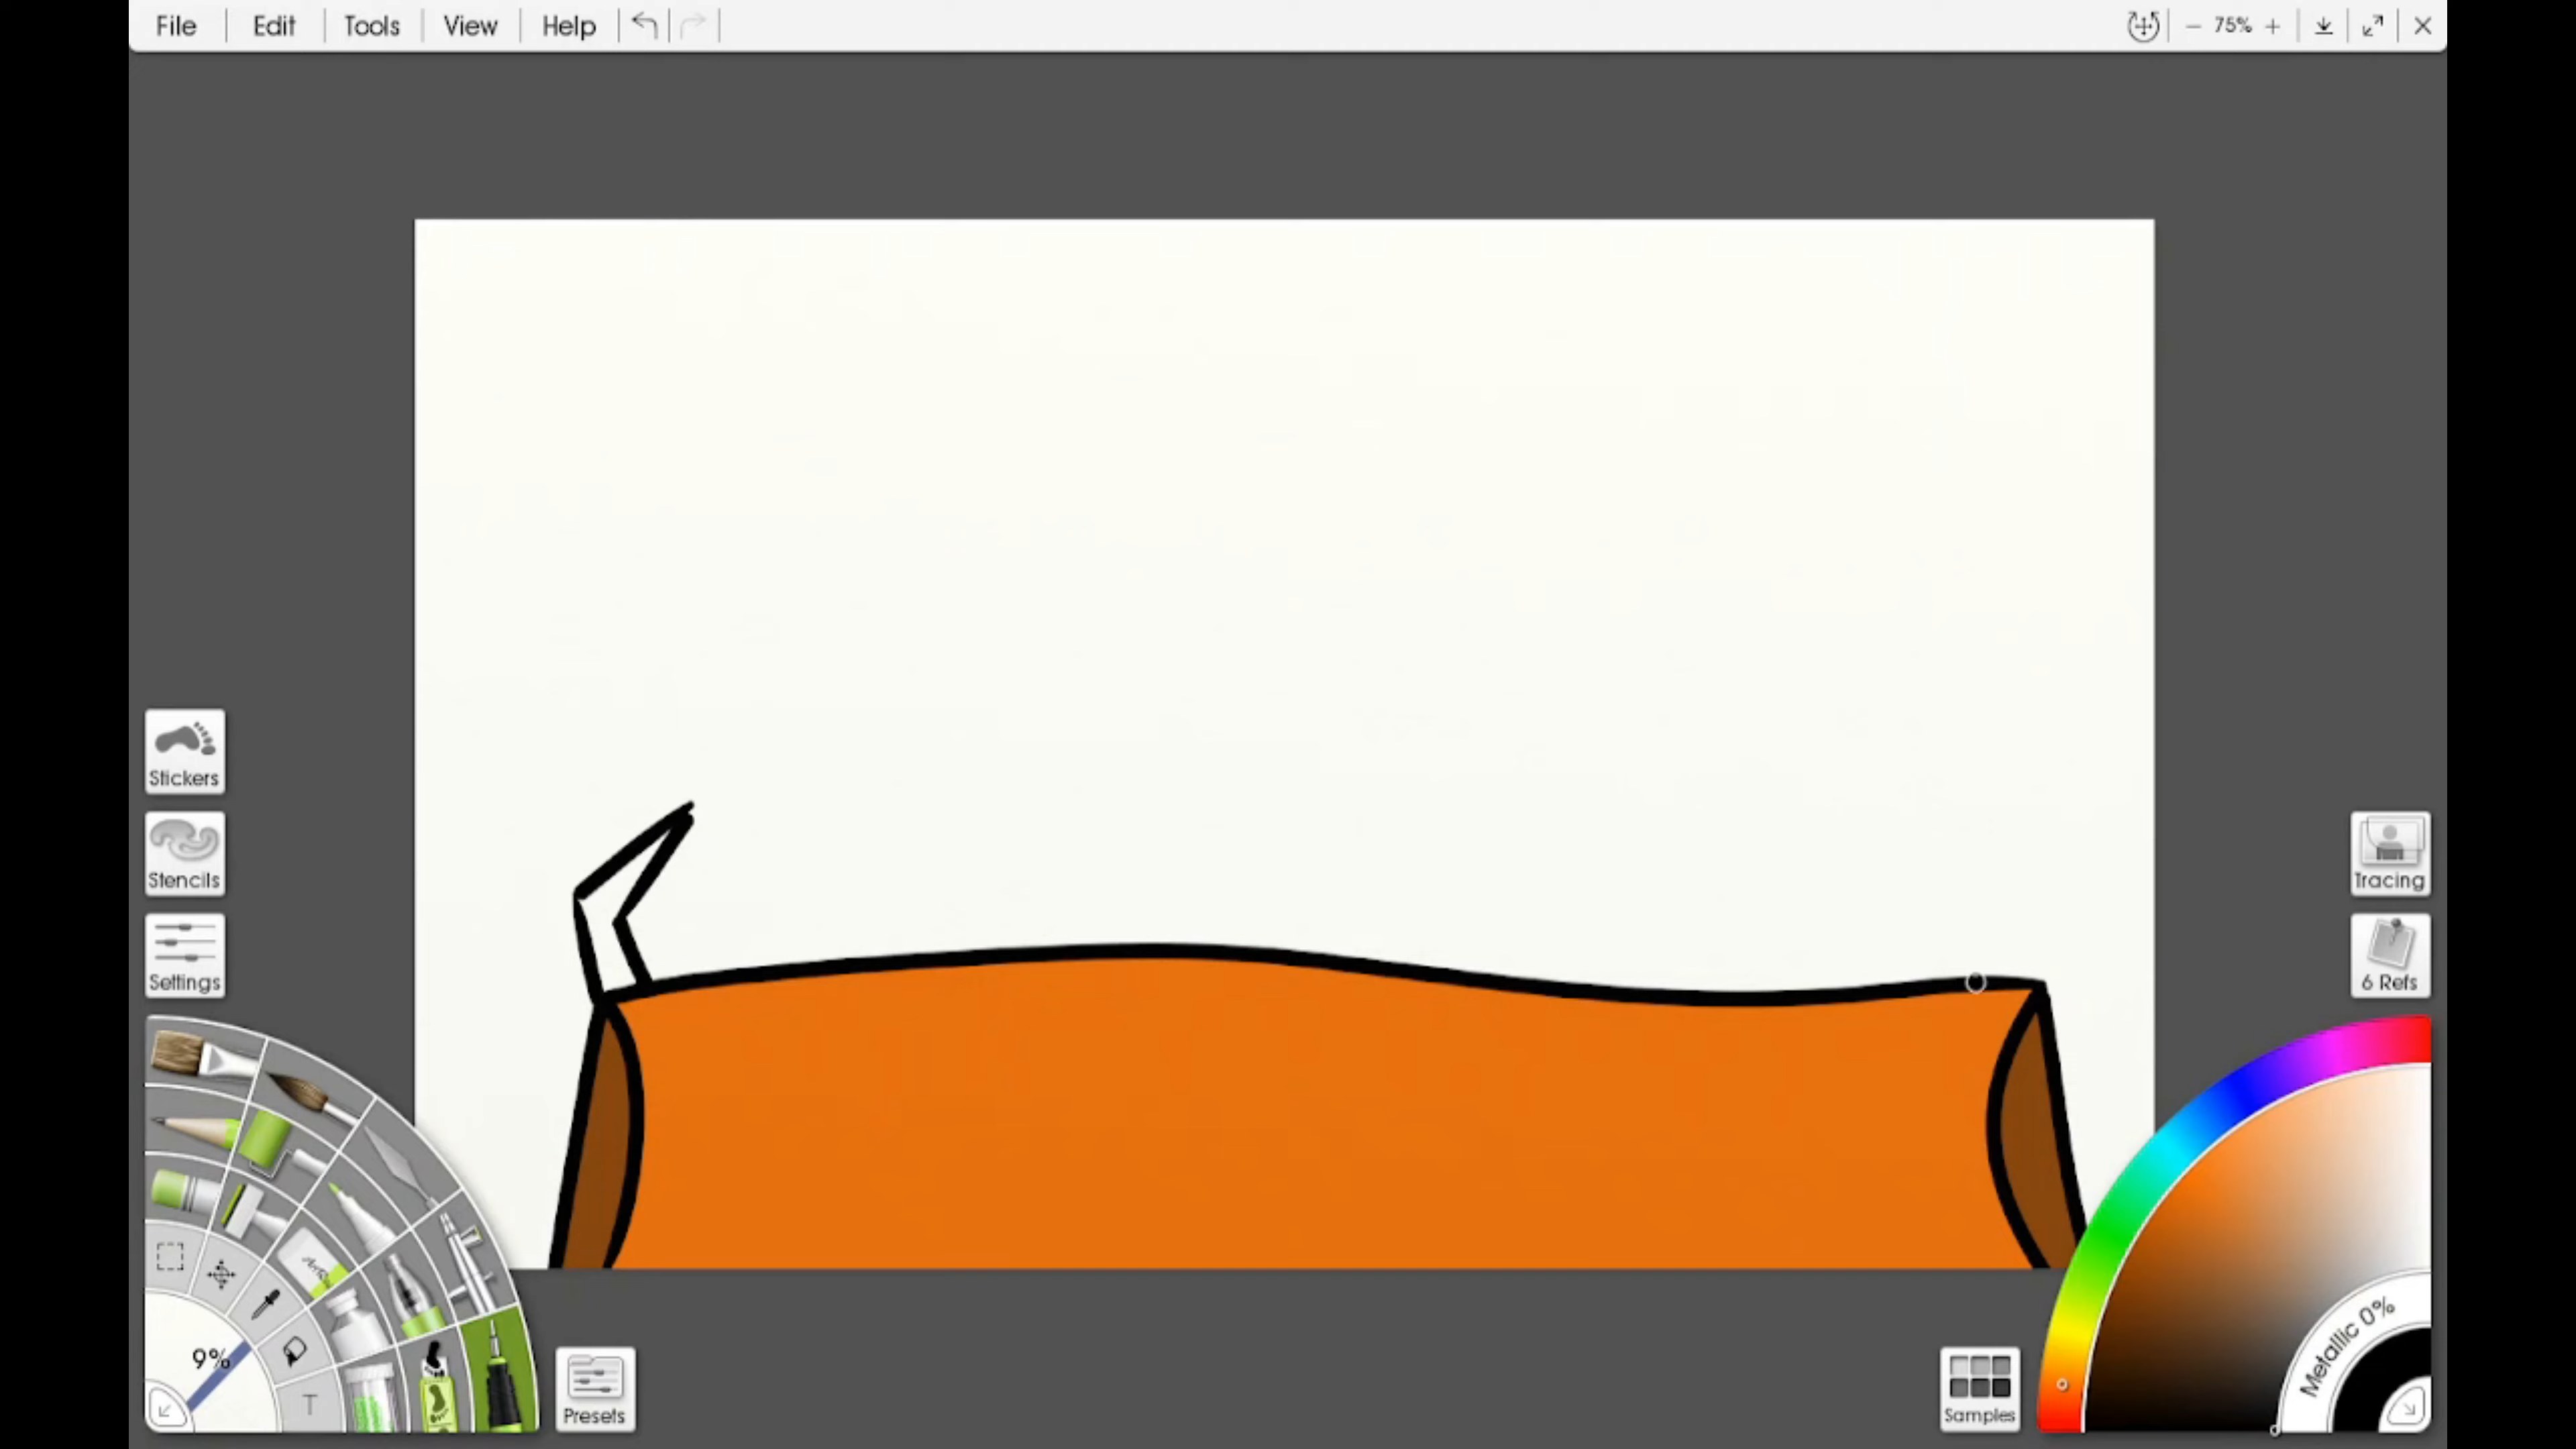 File Edit Tools View Help 75%
Stickers
Stencils
Settings
Tracing
6 Refs
Metallic 0%
9%
T
Presets
Samples